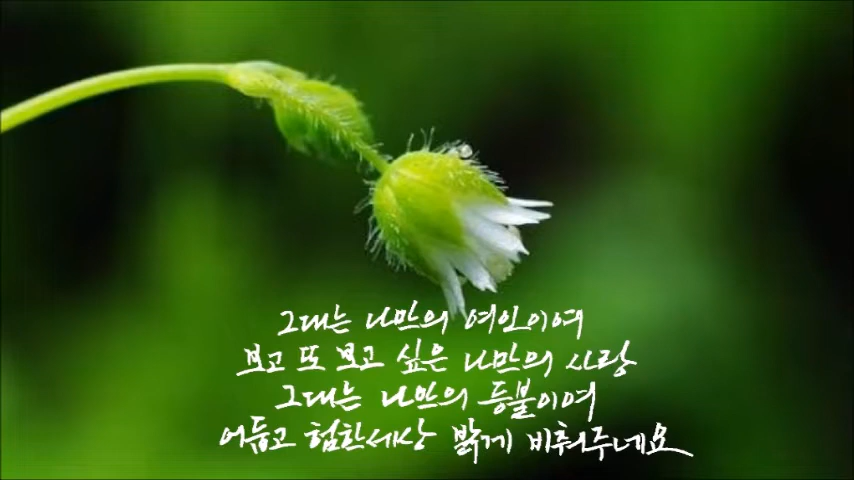 그대는 나만의 여인이여
보고 또 보고 싶은 나만의 사랑
그대는 나만의 등불이여
어둡고 험한세상 밝게 비춰주네요